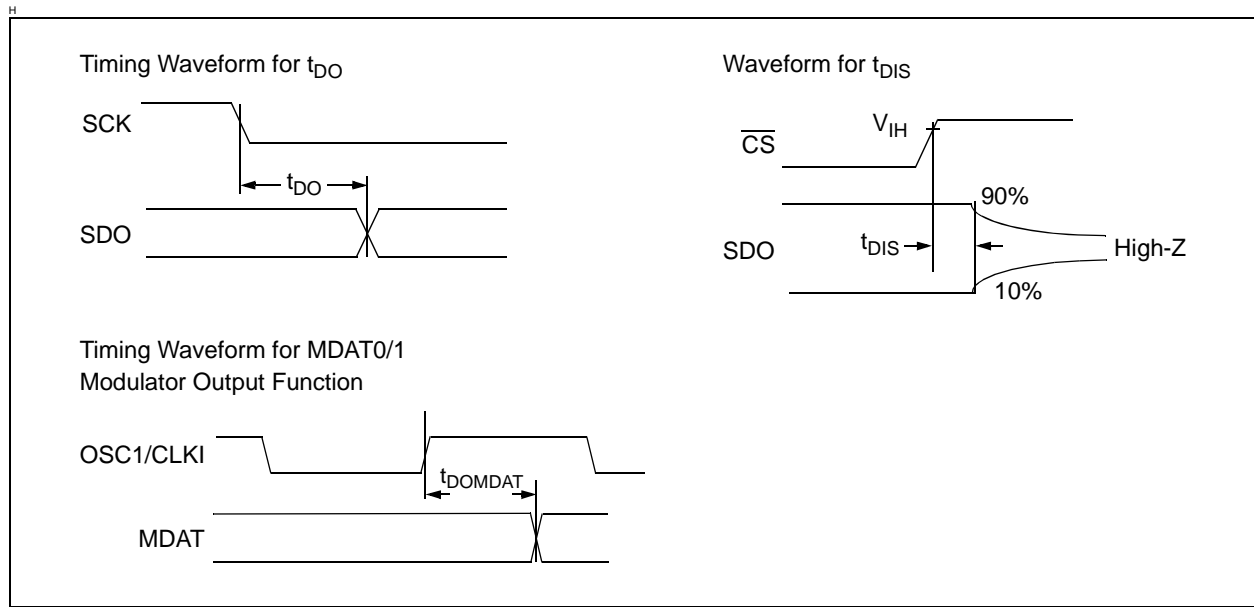 H
Timing Waveform for tDO
SCK
tDO
SDO
Waveform for tDIS
CS
VIH
SDO
90%
tDIS
High-Z
10%
Timing Waveform for MDAT0/1
Modulator Output Function
OSC1/CLKI
tDOMDAT
MDAT